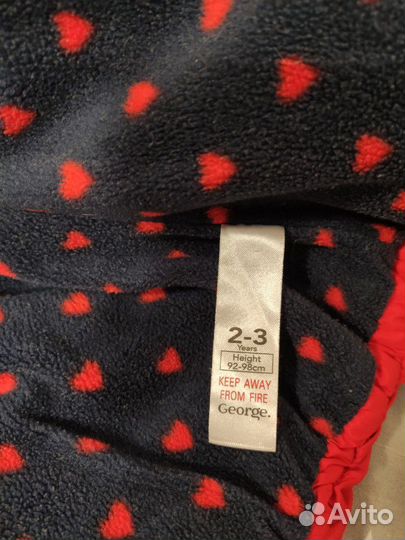 2-3
Years
Height
92-98cm
KEEP AWAY
FROM FIRE
George.
Avito